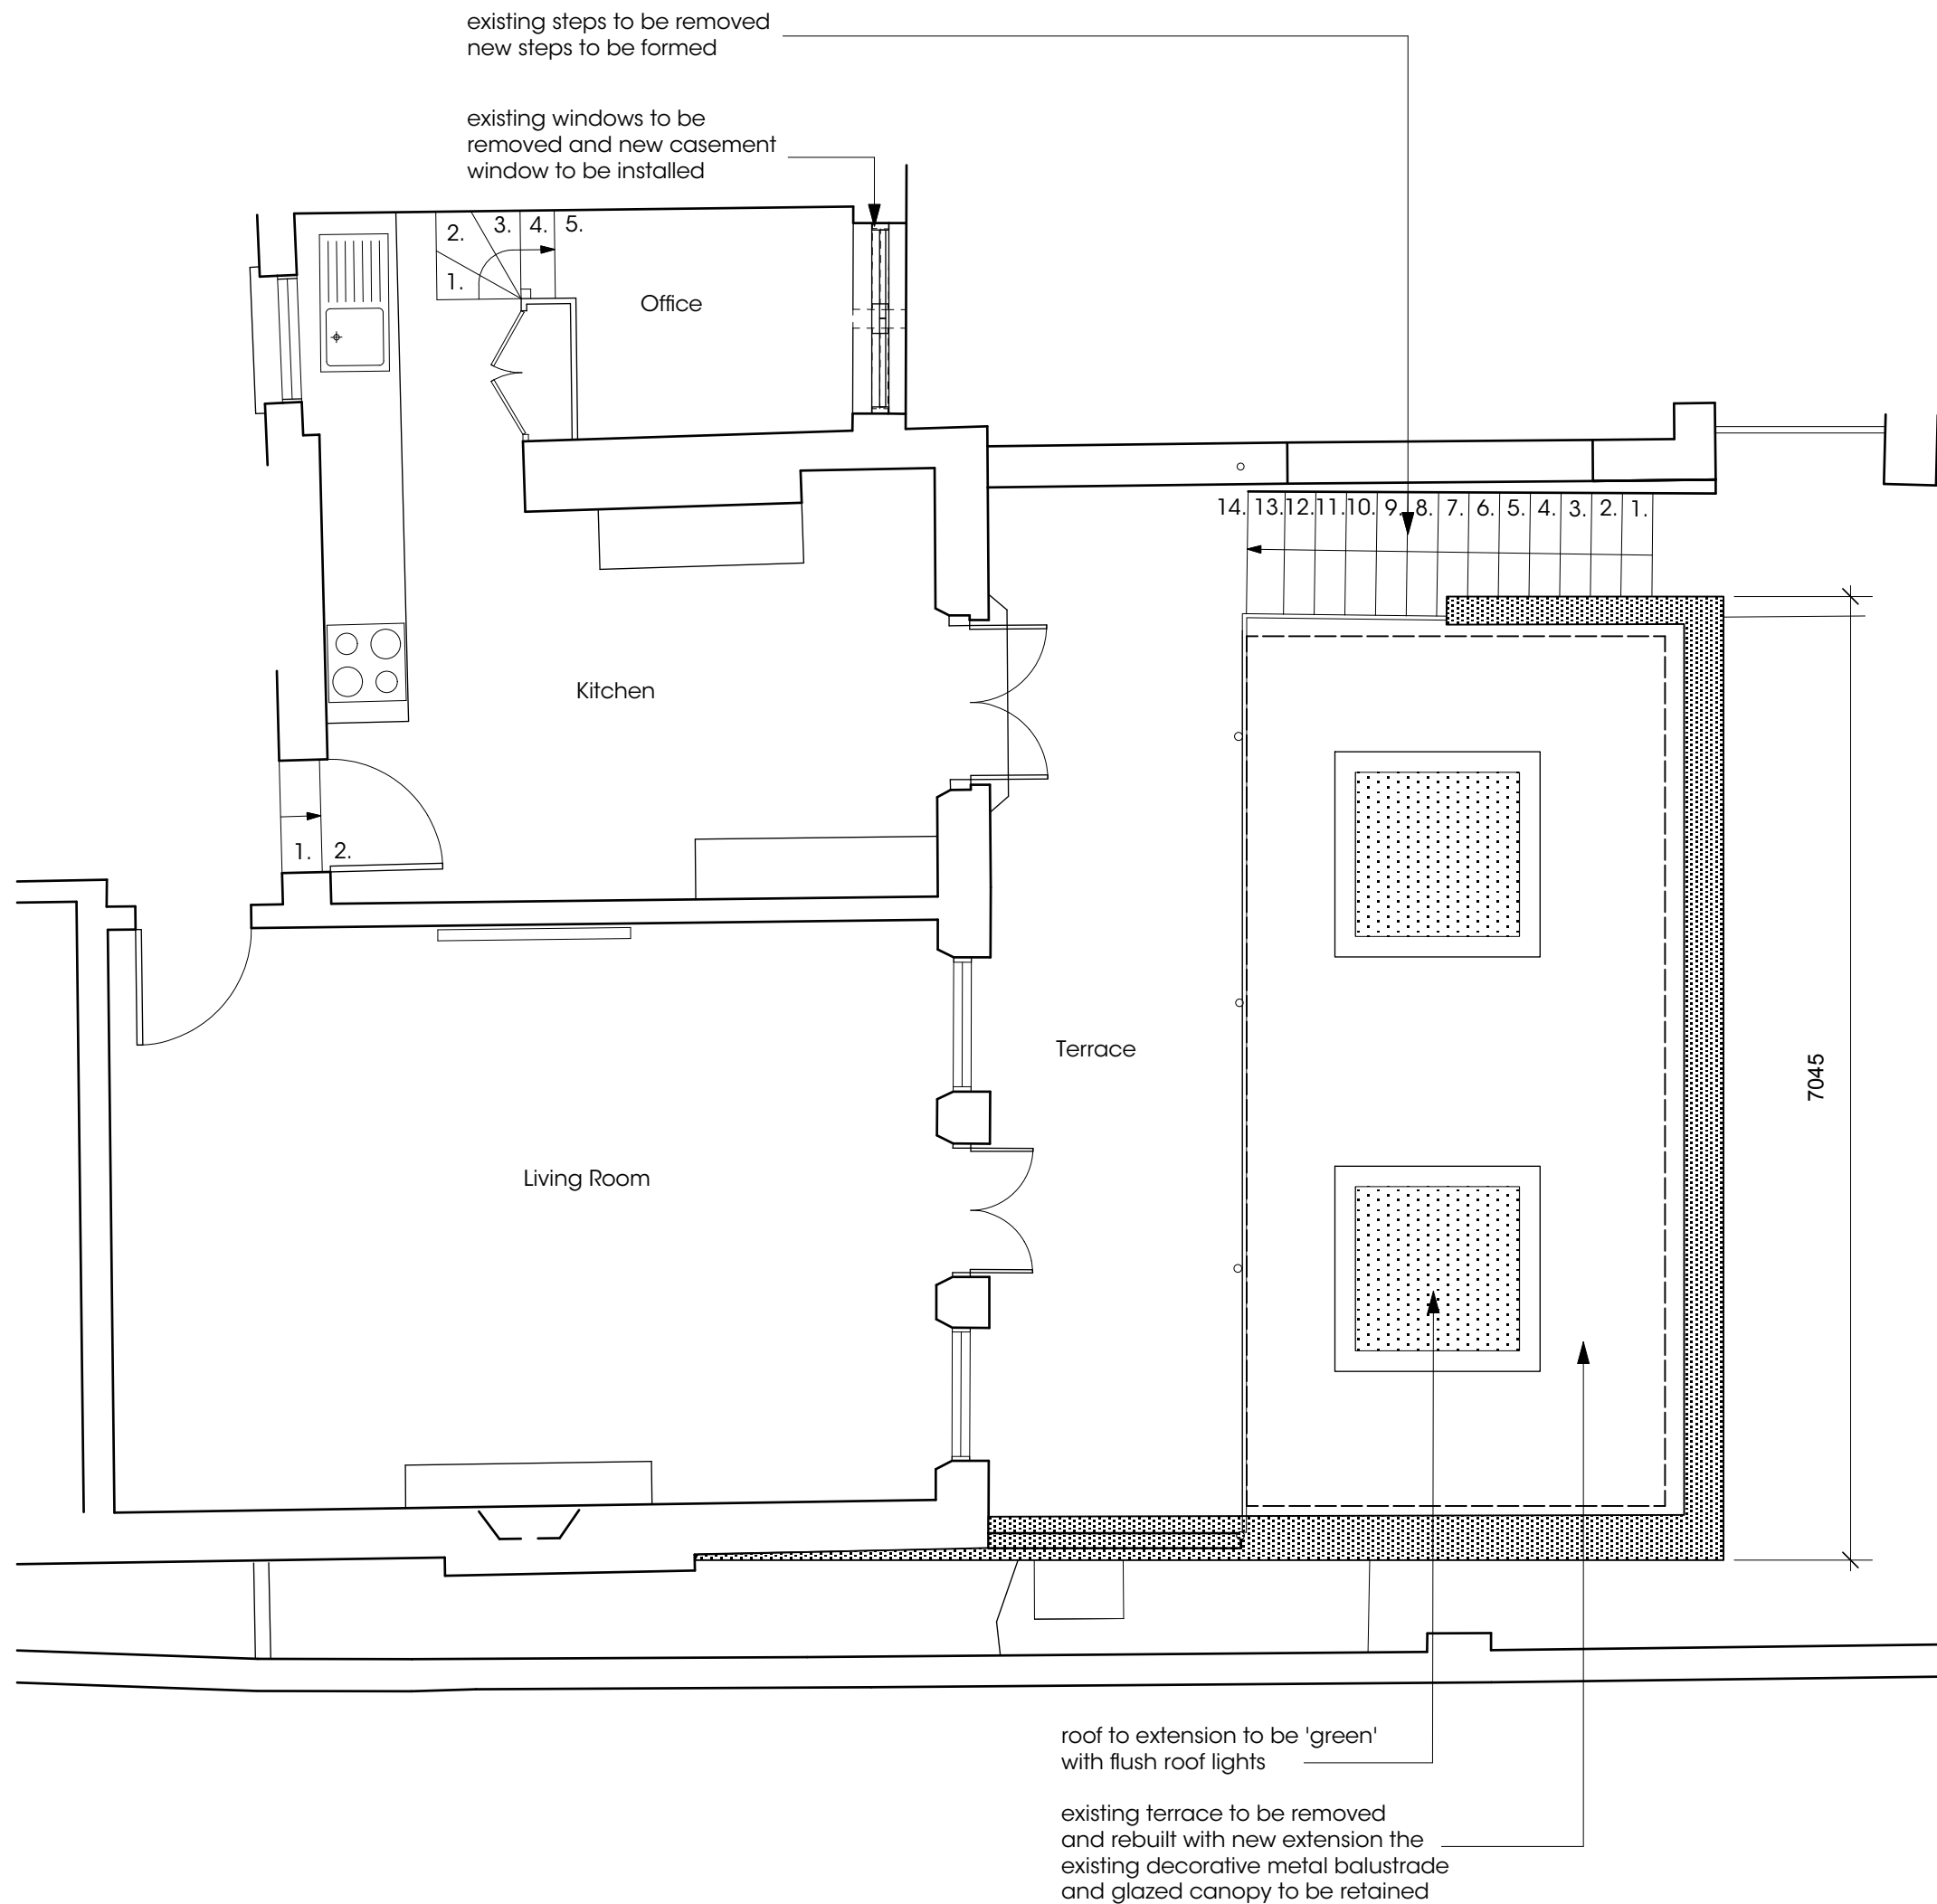 existing steps to be removed
new steps to be formed
existing windows to be
removed and new casement
window to be installed
2. 3. 4. 5.
1.
Office
14. 13. 12. 11. 10. 9. 8. 7. 6. 5. 4. 3. 2. 1.
Kitchen
1. 2.
Terrace
7045
Living Room
roof to extension to be 'green'
with flush roof lights
existing terrace to be removed
and rebuilt with new extension the
existing decorative metal balustrade
and glazed canopy to be retained